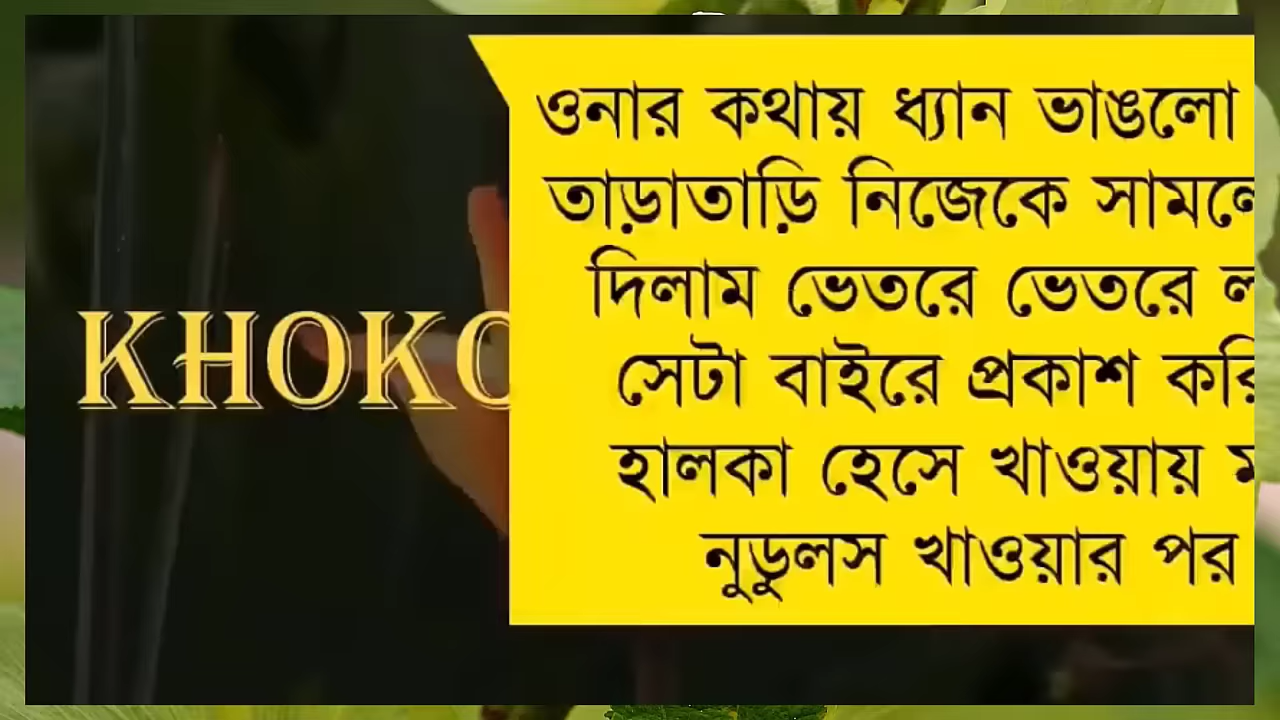 KHOKO
ওনার কথায় ধ্যান ভাঙলো
তাড়াতাড়ি নিজেকে সামলে
দিলাম ভেতরে ভেতরে
সেটা বাইরে প্রকাশ করি
হালকা হেসে খাওয়ায়
নুডুলস খাওয়ার পর